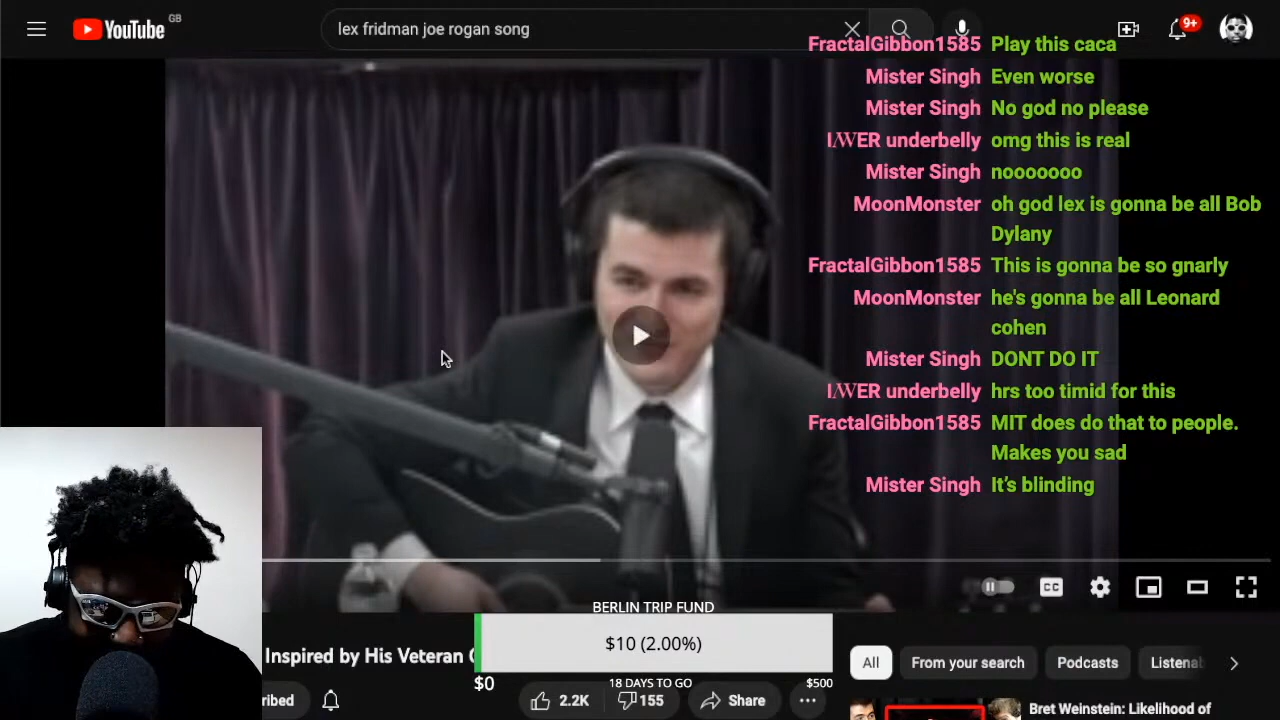 YouTube GB
lex fridman joe rogan song
9+
FractalGibbon1585 Play this caca
Mister Singh Even worse
Mister Singh No god no please
LWER underbelly omg this is real
Mister Singh nooooooo
MoonMonster oh god lex is gonna be all Bob
Dylany
FractalGibbon1585 This is gonna be so gnarly
MoonMonster he's gonna be all Leonard
cohen
Mister Singh DONT DO IT
LWER underbelly hrs too timid for this
FractalGibbon1585 MIT does do that to people.
Makes you sad
Mister Singh It’s blinding
CC
BERLIN TRIP FUND
Inspired by His Veteran
$10 (2.00%)
$0
18 DAYS TO GO
$500
All
From your search
Podcasts
Listenab
ribed
2.2K
155
Share
Bret Weinstein: Likelihood of